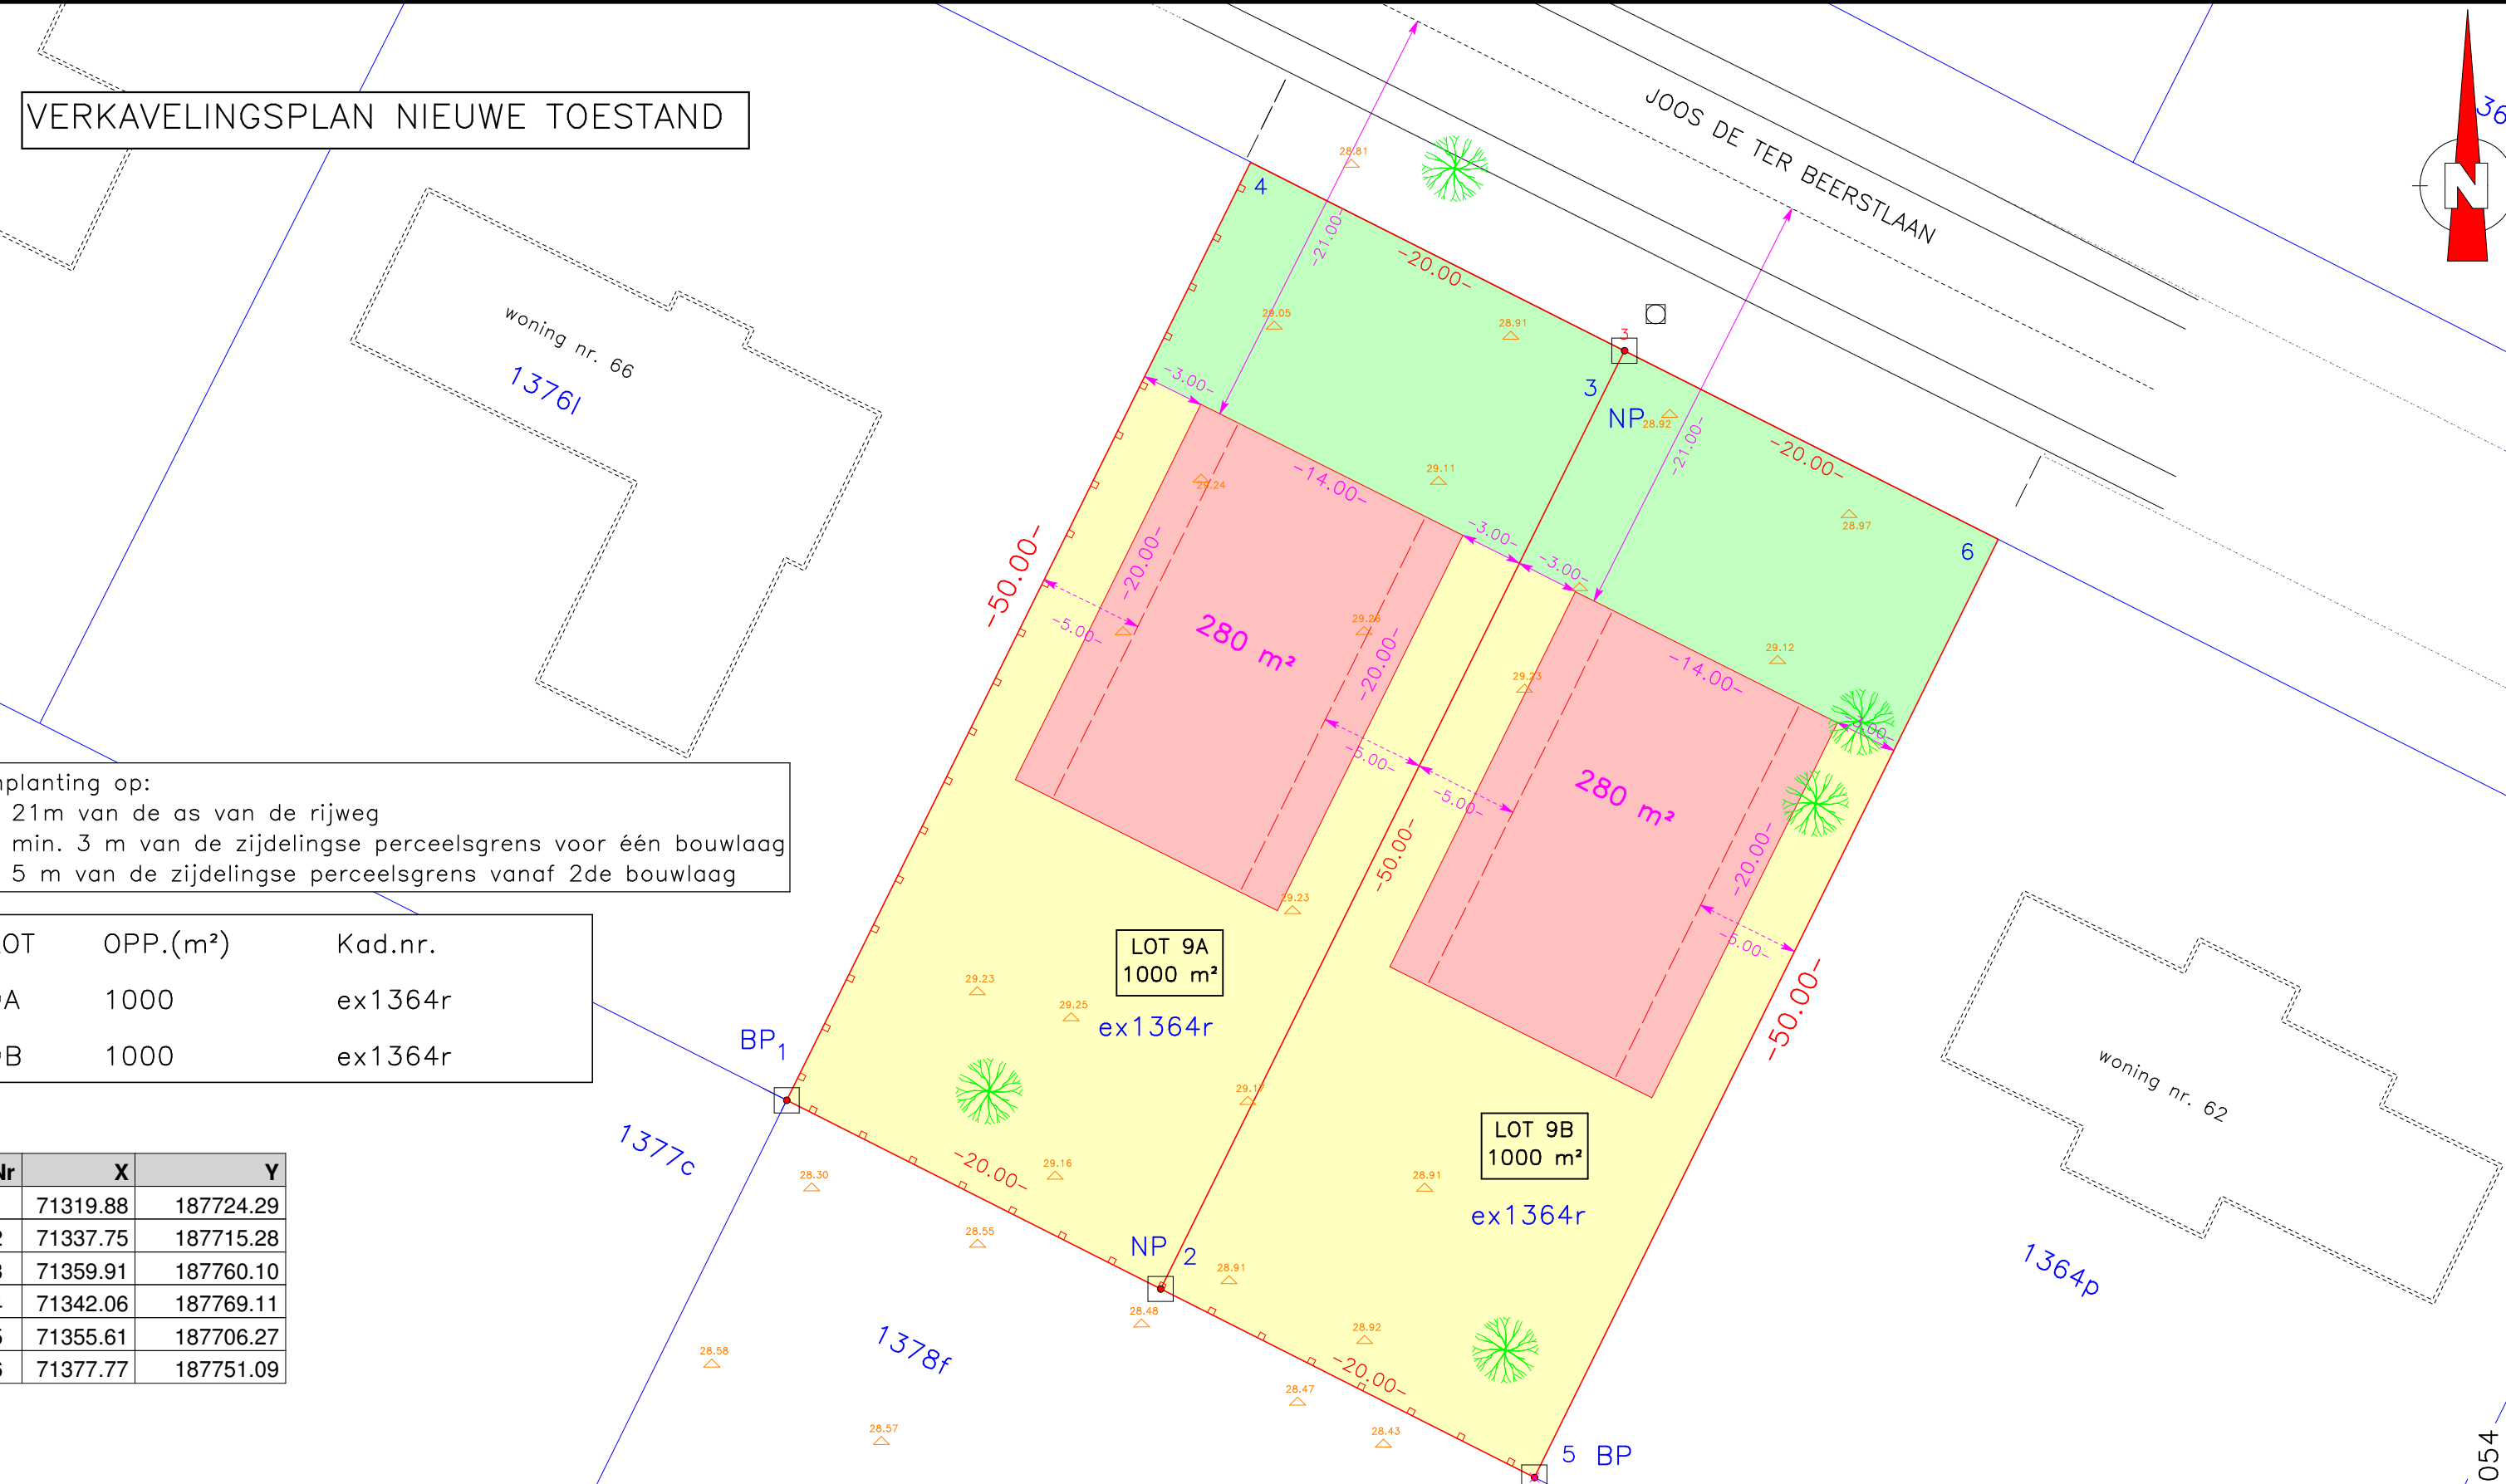 VERKAVELINGSPLAN NIEUWE TOESTAND
JOOS DE TER BEERSTLAAN
N
36
woning nr. 66
1376l
28.81
4
-21.00-
-20.00-
29.05
28.91
3
3
NP
28.92
-21.00-
-20.00-
28.97
6
-3.00-
29.24
-14.00-
29.11
-3.00-
-3.00-
-50.00-
-20.00-
-5.00-
280 m²
29.26
-20.00-
29.23
29.12
-14.00-
-5.00-
-5.00-
280 m²
-50.00-
-20.00-
-5.00-
-50.00-
op:
21m van de as van de rijweg
min. 3 m van de zijdelingse perceelsgrens voor één bouwlaag
5 m van de zijdelingse perceelsgrens vanaf 2de bouwlaag
OPP.(m²) Kad.nr.
1000 ex1364r
1000 ex1364r
29.23
LOT 9A
1000 m²
ex1364r
29.23
29.25
BP 1
29.16
-20.00-
1377c
28.30
28.55
NP 2
28.91
28.48
LOT 9B
1000 m²
ex1364r
28.91
28.92
-20.00-
28.47
28.43
5 BP
1378f
28.58
28.57
woning nr. 62
1364p
054
X Y
71319.88 187724.29
71337.75 187715.28
71359.91 187760.10
71342.06 187769.11
71355.61 187706.27
71377.77 187751.09